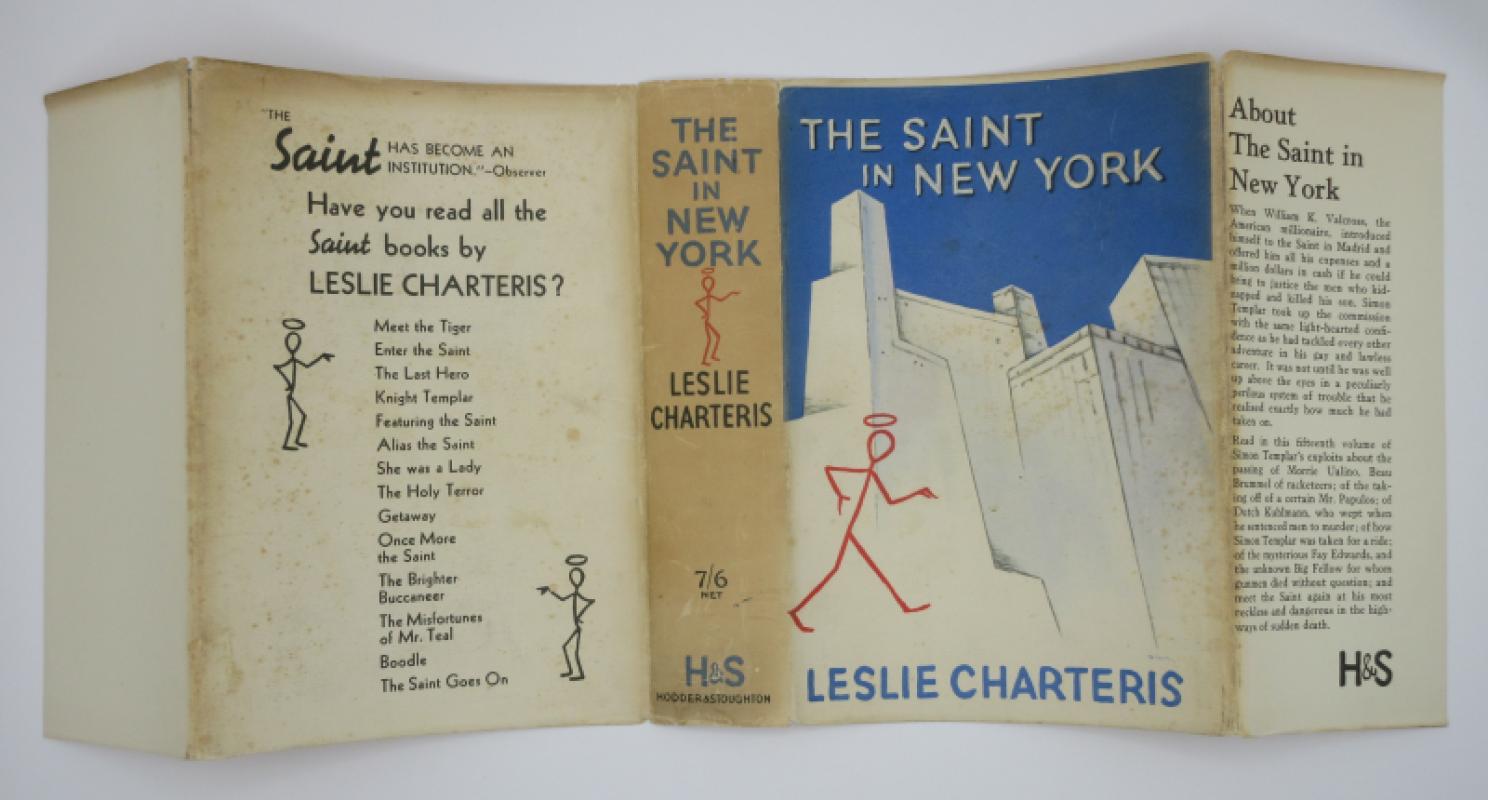 "THE
Saint HAS BECOME AN
INSTITUTION."—Observer
Have you read all the
Saint books by
LESLIE CHARTERIS?
Meet the Tiger
Enter the Saint
The Last Hero
Knight Templar
Featuring the Saint
Alias the Saint
She was a Lady
The Holy Terror
Getaway
Once More
the Saint
The Brighter
Buccaneer
The Misfortunes
of Mr. Teal
Boodle
The Saint Goes On
THE
SAINT
IN
NEW
YORK
LESLIE
CHARTERIS
7/6
NET
H&S
HODDER & STOUGHTON
THE SAINT
IN NEW YORK
LESLIE CHARTERIS
About
The Saint in
New York
When William K. Valcross, the
American millionaire, introduced
himself to the Saint in Madrid and
offered him all his expenses and a
million dollars in cash if he could
bring to justice the men who kid-
napped and killed his son, Simon
Templar took up the commission
with the same light-hearted confi-
dence as he had tackled every other
adventure in his gay and lawless
career. It was not until he was well
up above the eyes in a peculiarly
perilous system of trouble that he
realised exactly how much he had
taken on.
Read in this fifteenth volume of
Simon Templar's exploits about the
passing of Morrie Ualino, Beau
Brummel of racketeers; of the tak-
ing off of a certain Mr. Papulos; of
Dutch Kuhlmann, who wept when
he sentenced men to murder; of how
Simon Templar was taken for a ride;
of the mysterious Fay Edwards, and
the unknown Big Fellow for whom
gunmen died without question; and
meet the Saint again at his most
reckless and dangerous in the high-
ways of sudden death.
H&S